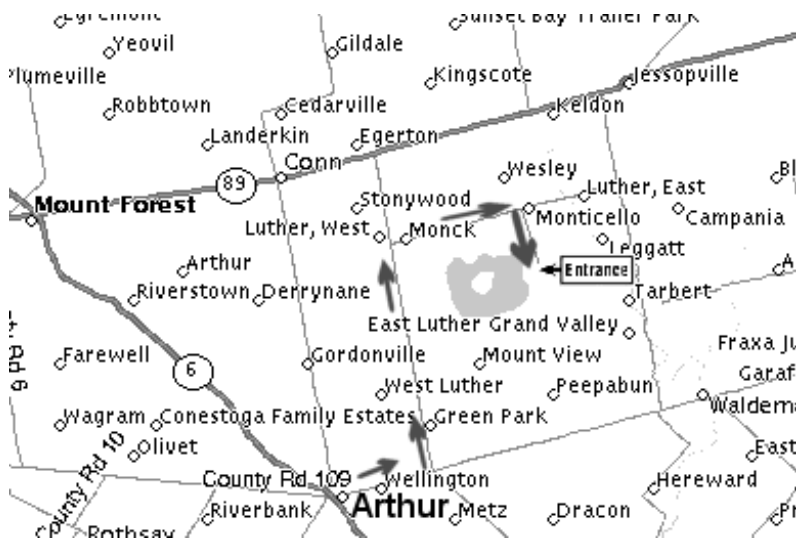 Egremont
Sunset Bay Trailer Park
Yeovil
Gildale
Plumeville
Kingscote
Jessopville
Robbtown
Cedarville
Keldon
Landerkin
Egerton
Conn
Wesley
89
Luther, East
Mount Forest
Stonywood
Monticello
Campania
Luther, West
Monck
Leggatt
Arthur
Entrance
Riverstown
Derrynane
Tarbert
East Luther Grand Valley
Farewell
6
Gordonville
Mount View
West Luther
Peepabun
Wagram
Conestoga Family Estates
Green Park
County Rd 10
Olivet
County Rd 109
Wellington
Hereward
Arthur
Riverbank
Metz
Dracon
Rothsay